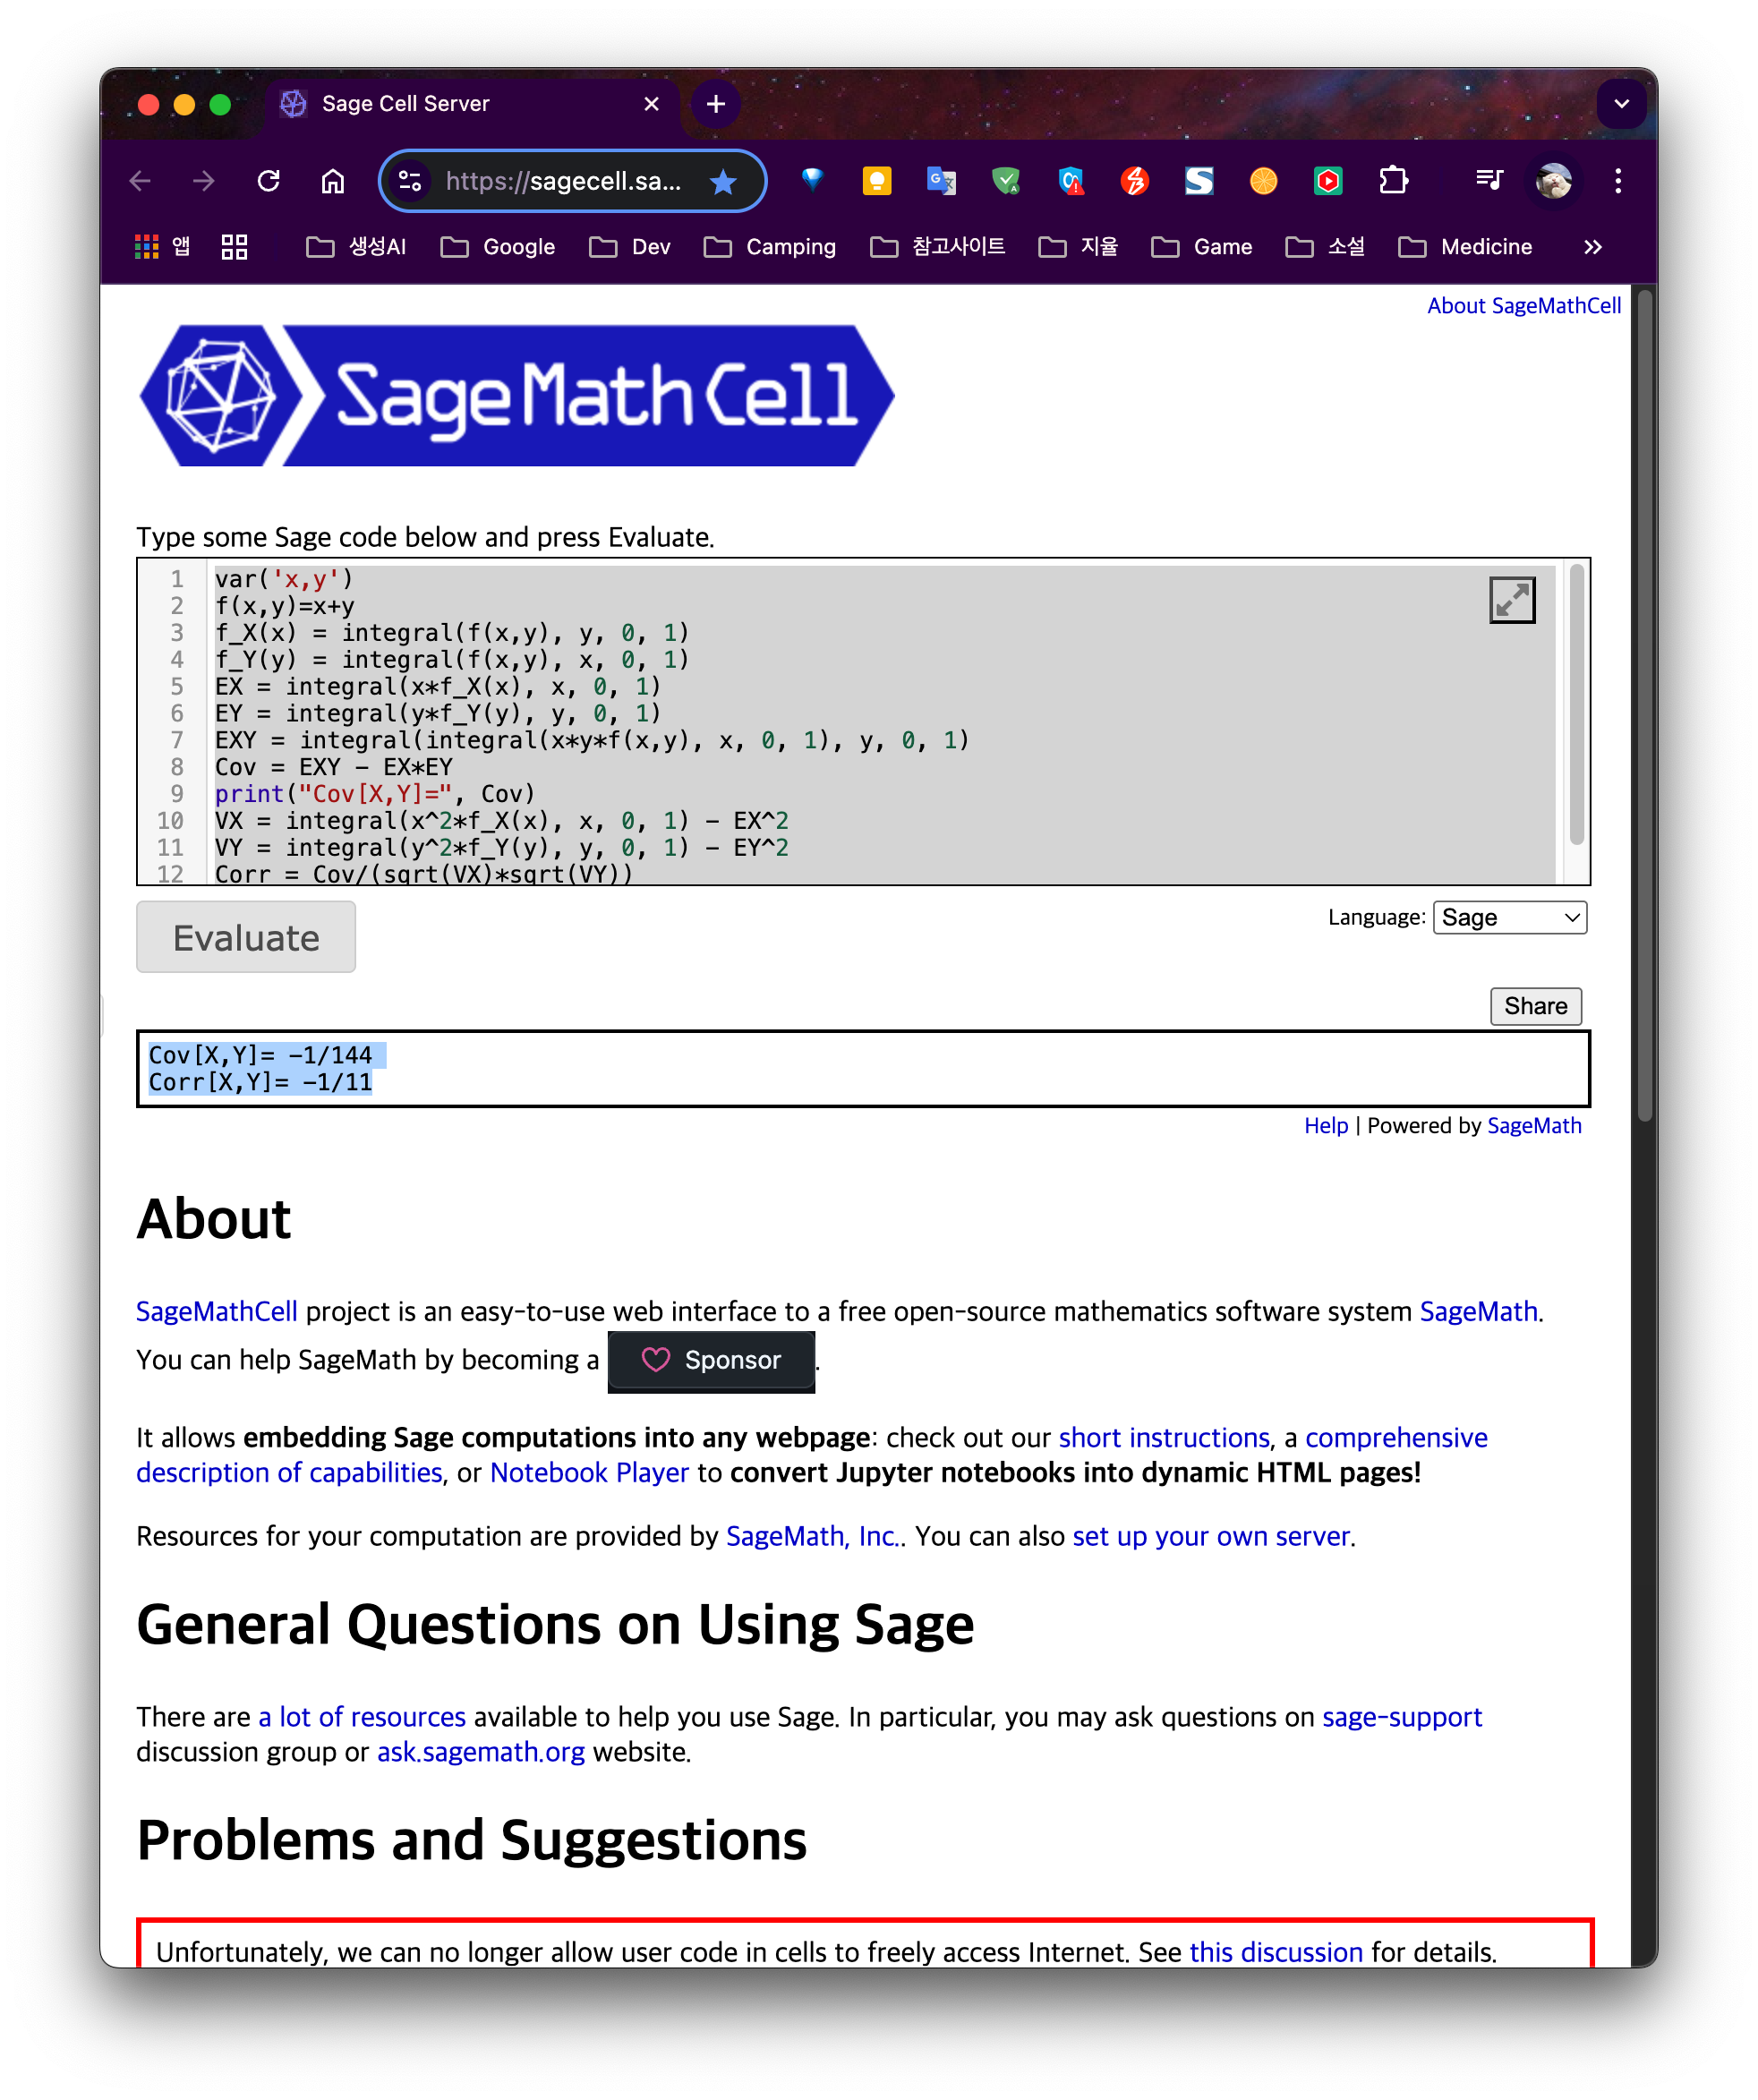 Sage Cell Server
https://sagecell.sa...
앱 생성AI Google Dev Camping 참고사이트 지율 Game 소설 Medicine
About SageMathCell
SageMathCell
Type some Sage code below and press Evaluate.
1 var('x,y')
2 f(x,y)=x+y
3 f_X(x) = integral(f(x,y), y, 0, 1)
4 f_Y(y) = integral(f(x,y), x, 0, 1)
5 EX = integral(x*f_X(x), x, 0, 1)
6 EY = integral(y*f_Y(y), y, 0, 1)
7 EXY = integral(integral(x*y*f(x,y), x, 0, 1), y, 0, 1)
8 Cov = EXY - EX*EY
9 print("Cov[X,Y]=", Cov)
10 VX = integral(x^2*f_X(x), x, 0, 1) - EX^2
11 VY = integral(y^2*f_Y(y), y, 0, 1) - EY^2
12 Corr = Cov/(sqrt(VX)*sqrt(VY))
Evaluate
Language: Sage
Share
Cov[X,Y]= -1/144
Corr[X,Y]= -1/11
Help | Powered by SageMath
About
SageMathCell project is an easy-to-use web interface to a free open-source mathematics software system SageMath.
You can help SageMath by becoming a Sponsor.
It allows embedding Sage computations into any webpage: check out our short instructions, a comprehensive
description of capabilities, or Notebook Player to convert Jupyter notebooks into dynamic HTML pages!
Resources for your computation are provided by SageMath, Inc.. You can also set up your own server.
General Questions on Using Sage
There are a lot of resources available to help you use Sage. In particular, you may ask questions on sage-support
discussion group or ask.sagemath.org website.
Problems and Suggestions
Unfortunately, we can no longer allow user code in cells to freely access Internet. See this discussion for details.